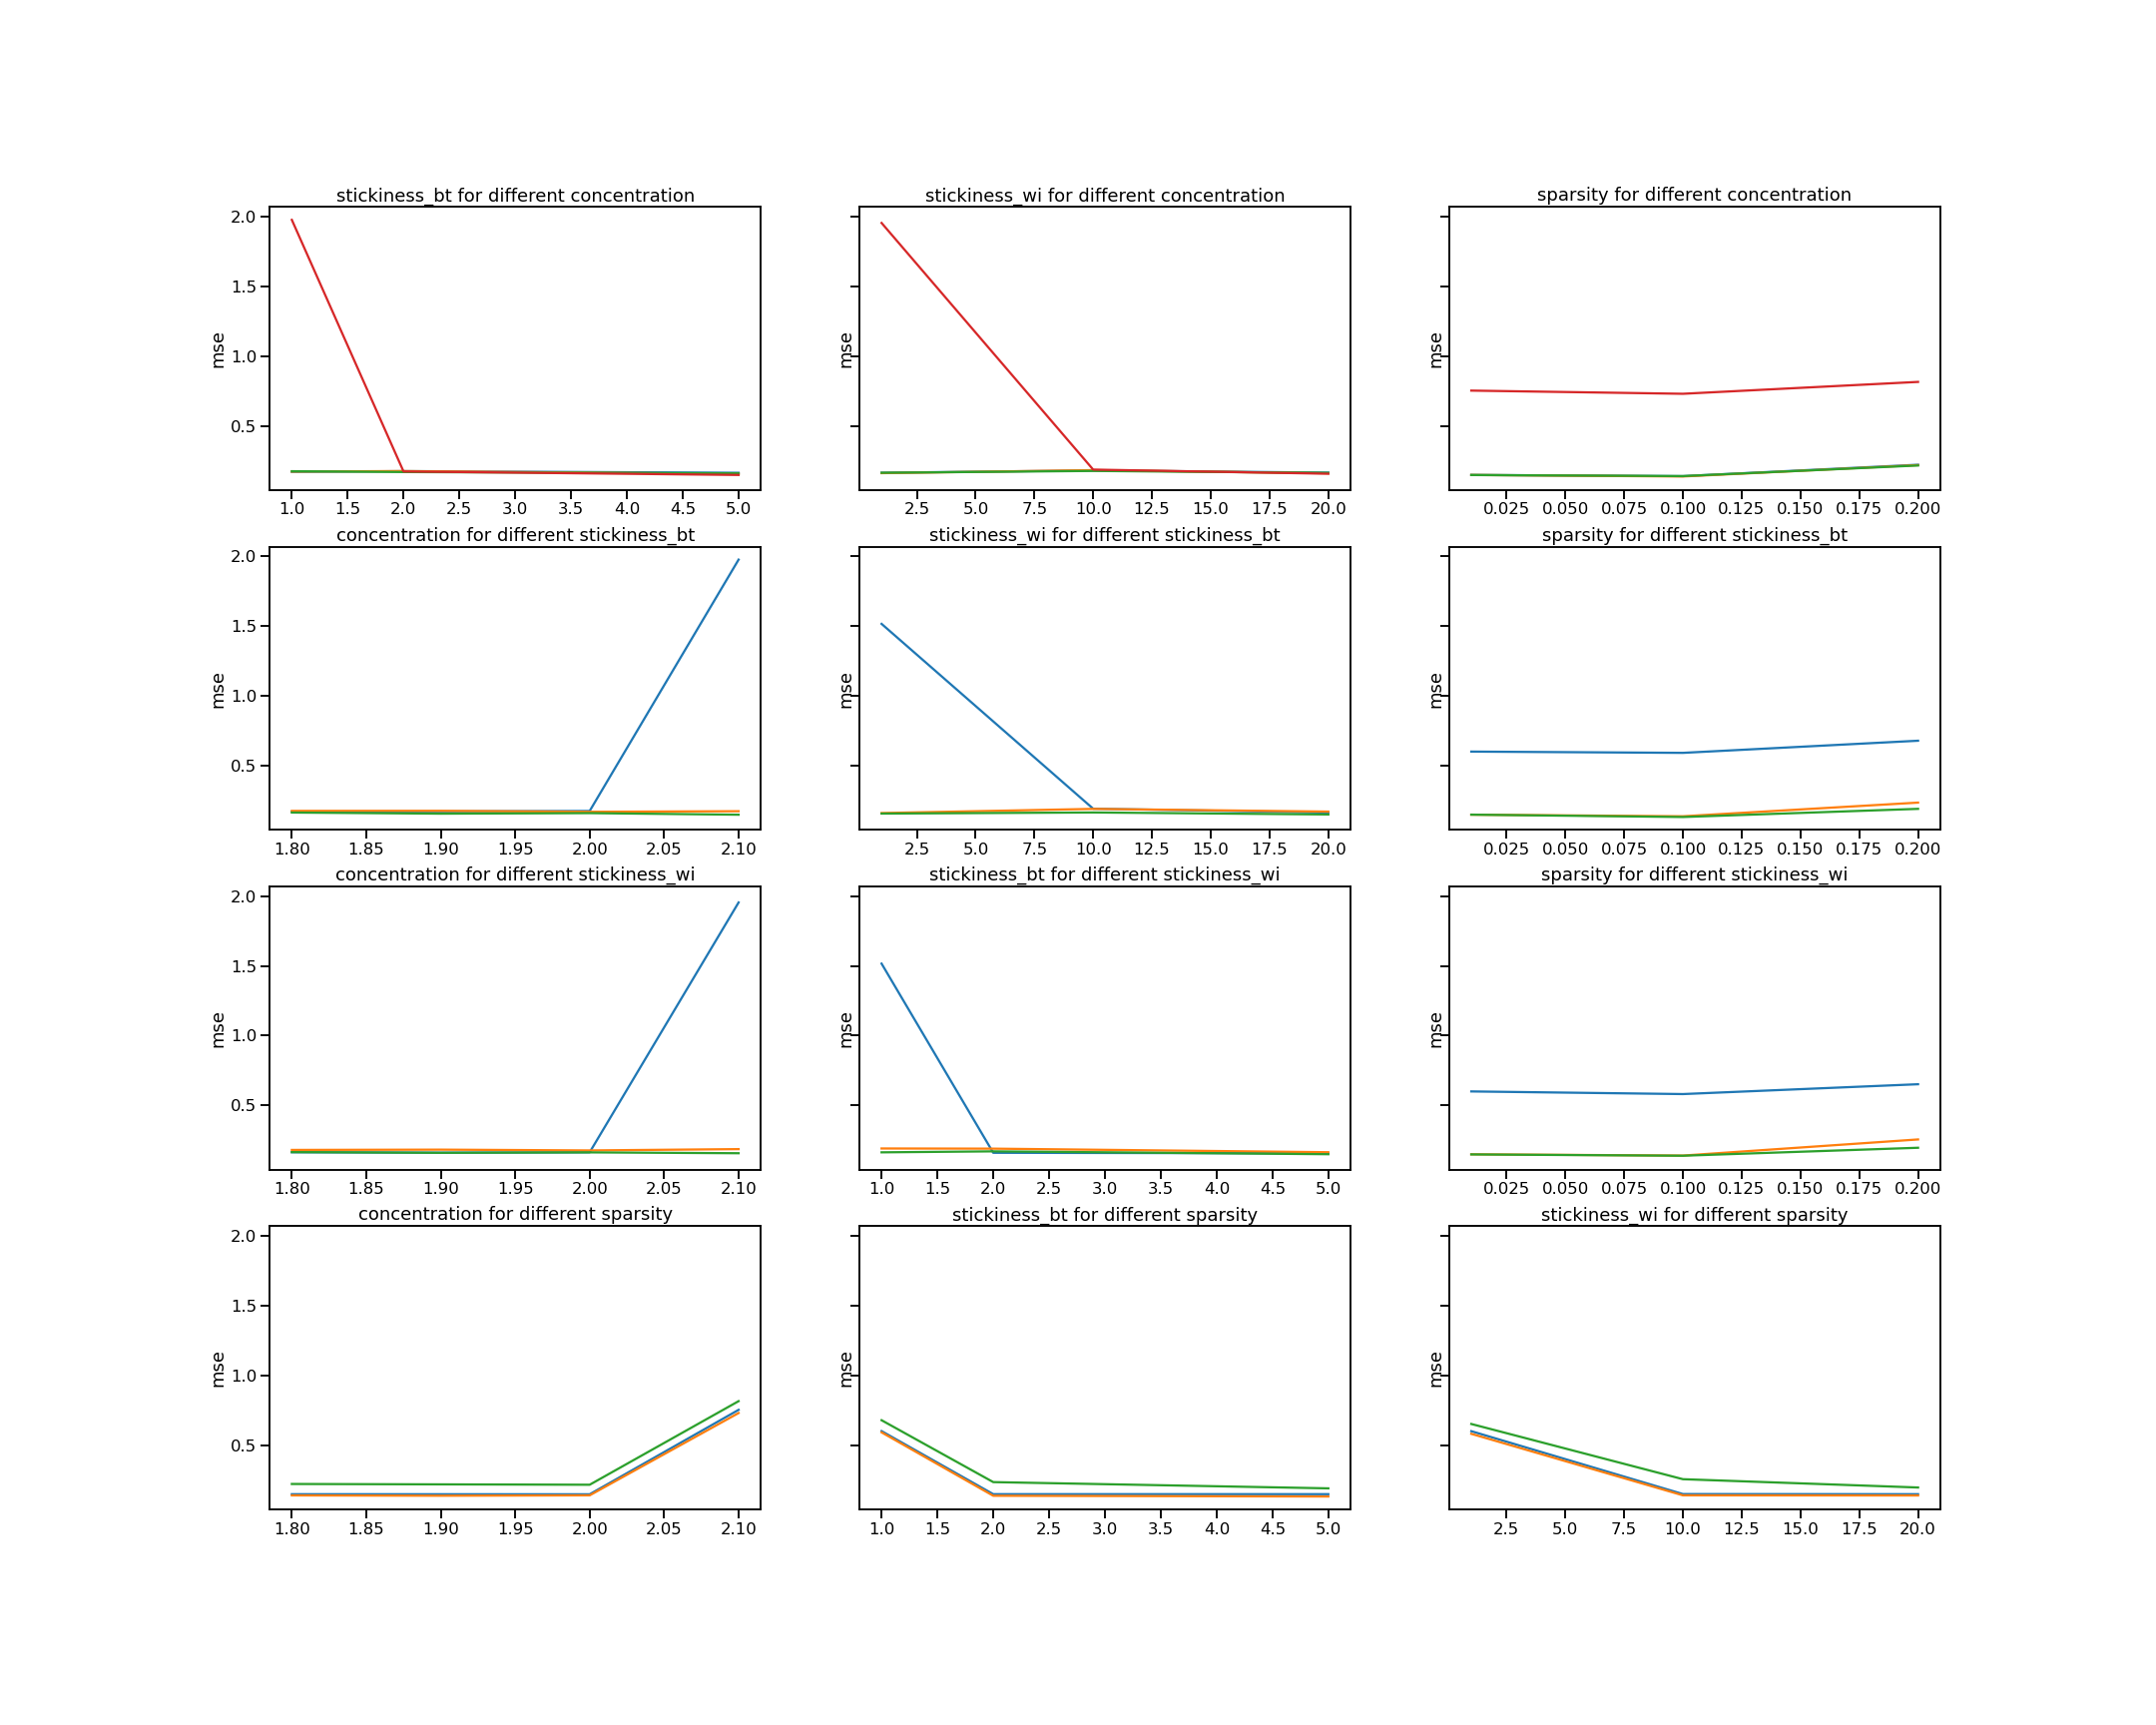 stickiness_bt for different concentration
stickiness_wi for different concentration
sparsity for different concentration
2.0
1.5
1.0
0.5
mse
mse
mse
1.0 1.5 2.0 2.5 3.0 3.5 4.0 4.5 5.0
2.5 5.0 7.5 10.0 12.5 15.0 17.5 20.0
0.025 0.050 0.075 0.100 0.125 0.150 0.175 0.200
concentration for different stickiness_bt
stickiness_wi for different stickiness_bt
sparsity for different stickiness_bt
2.0
1.5
1.0
0.5
mse
mse
mse
1.80 1.85 1.90 1.95 2.00 2.05 2.10
2.5 5.0 7.5 10.0 12.5 15.0 17.5 20.0
0.025 0.050 0.075 0.100 0.125 0.150 0.175 0.200
concentration for different stickiness_wi
stickiness_bt for different stickiness_wi
sparsity for different stickiness_wi
2.0
1.5
1.0
0.5
mse
mse
mse
1.80 1.85 1.90 1.95 2.00 2.05 2.10
1.0 1.5 2.0 2.5 3.0 3.5 4.0 4.5 5.0
0.025 0.050 0.075 0.100 0.125 0.150 0.175 0.200
concentration for different sparsity
stickiness_bt for different sparsity
stickiness_wi for different sparsity
2.0
1.5
1.0
0.5
mse
mse
mse
1.80 1.85 1.90 1.95 2.00 2.05 2.10
1.0 1.5 2.0 2.5 3.0 3.5 4.0 4.5 5.0
2.5 5.0 7.5 10.0 12.5 15.0 17.5 20.0